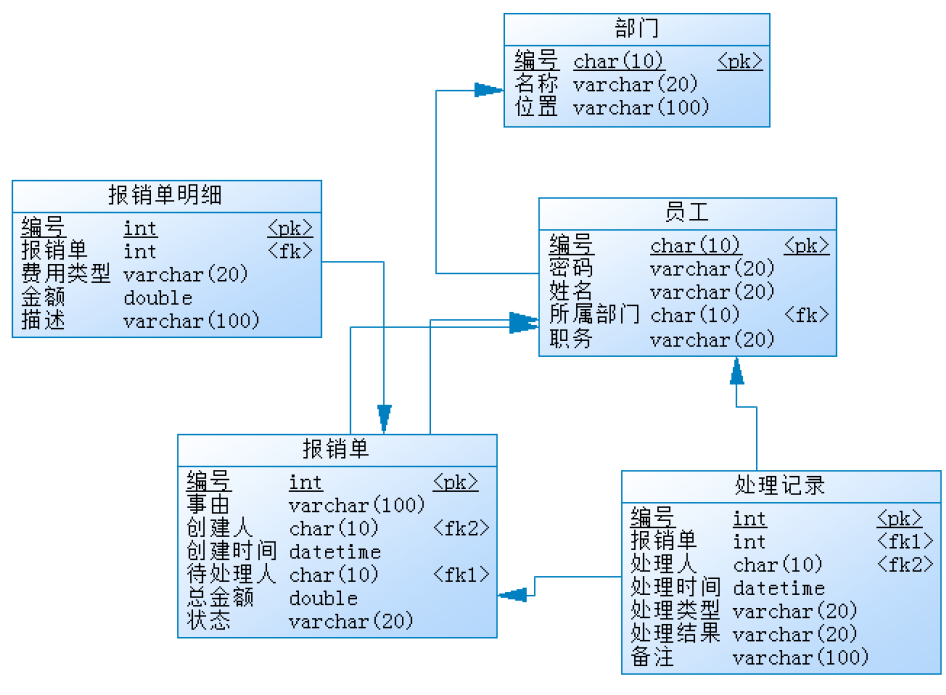 部门
编号 char(10) <pk>
名称 varchar(20)
位置 varchar(100)
报销单明细
编号 int <pk>
报销单 int <fk>
费用类型 varchar(20)
金额 double
描述 varchar(100)
员工
编号 char(10) <pk>
密码 varchar(20)
姓名 varchar(20)
所属部门 char(10) <fk>
职务 varchar(20)
报销单
编号 int <pk>
事由 varchar(100)
创建人 char(10) <fk2>
创建时间 datetime
待处理人 char(10) <fk1>
总金额 double
状态 varchar(20)
处理记录
编号 int <pk>
报销单 int <fk1>
处理人 char(10) <fk2>
处理时间 datetime
处理类型 varchar(20)
处理结果 varchar(20)
备注 varchar(100)